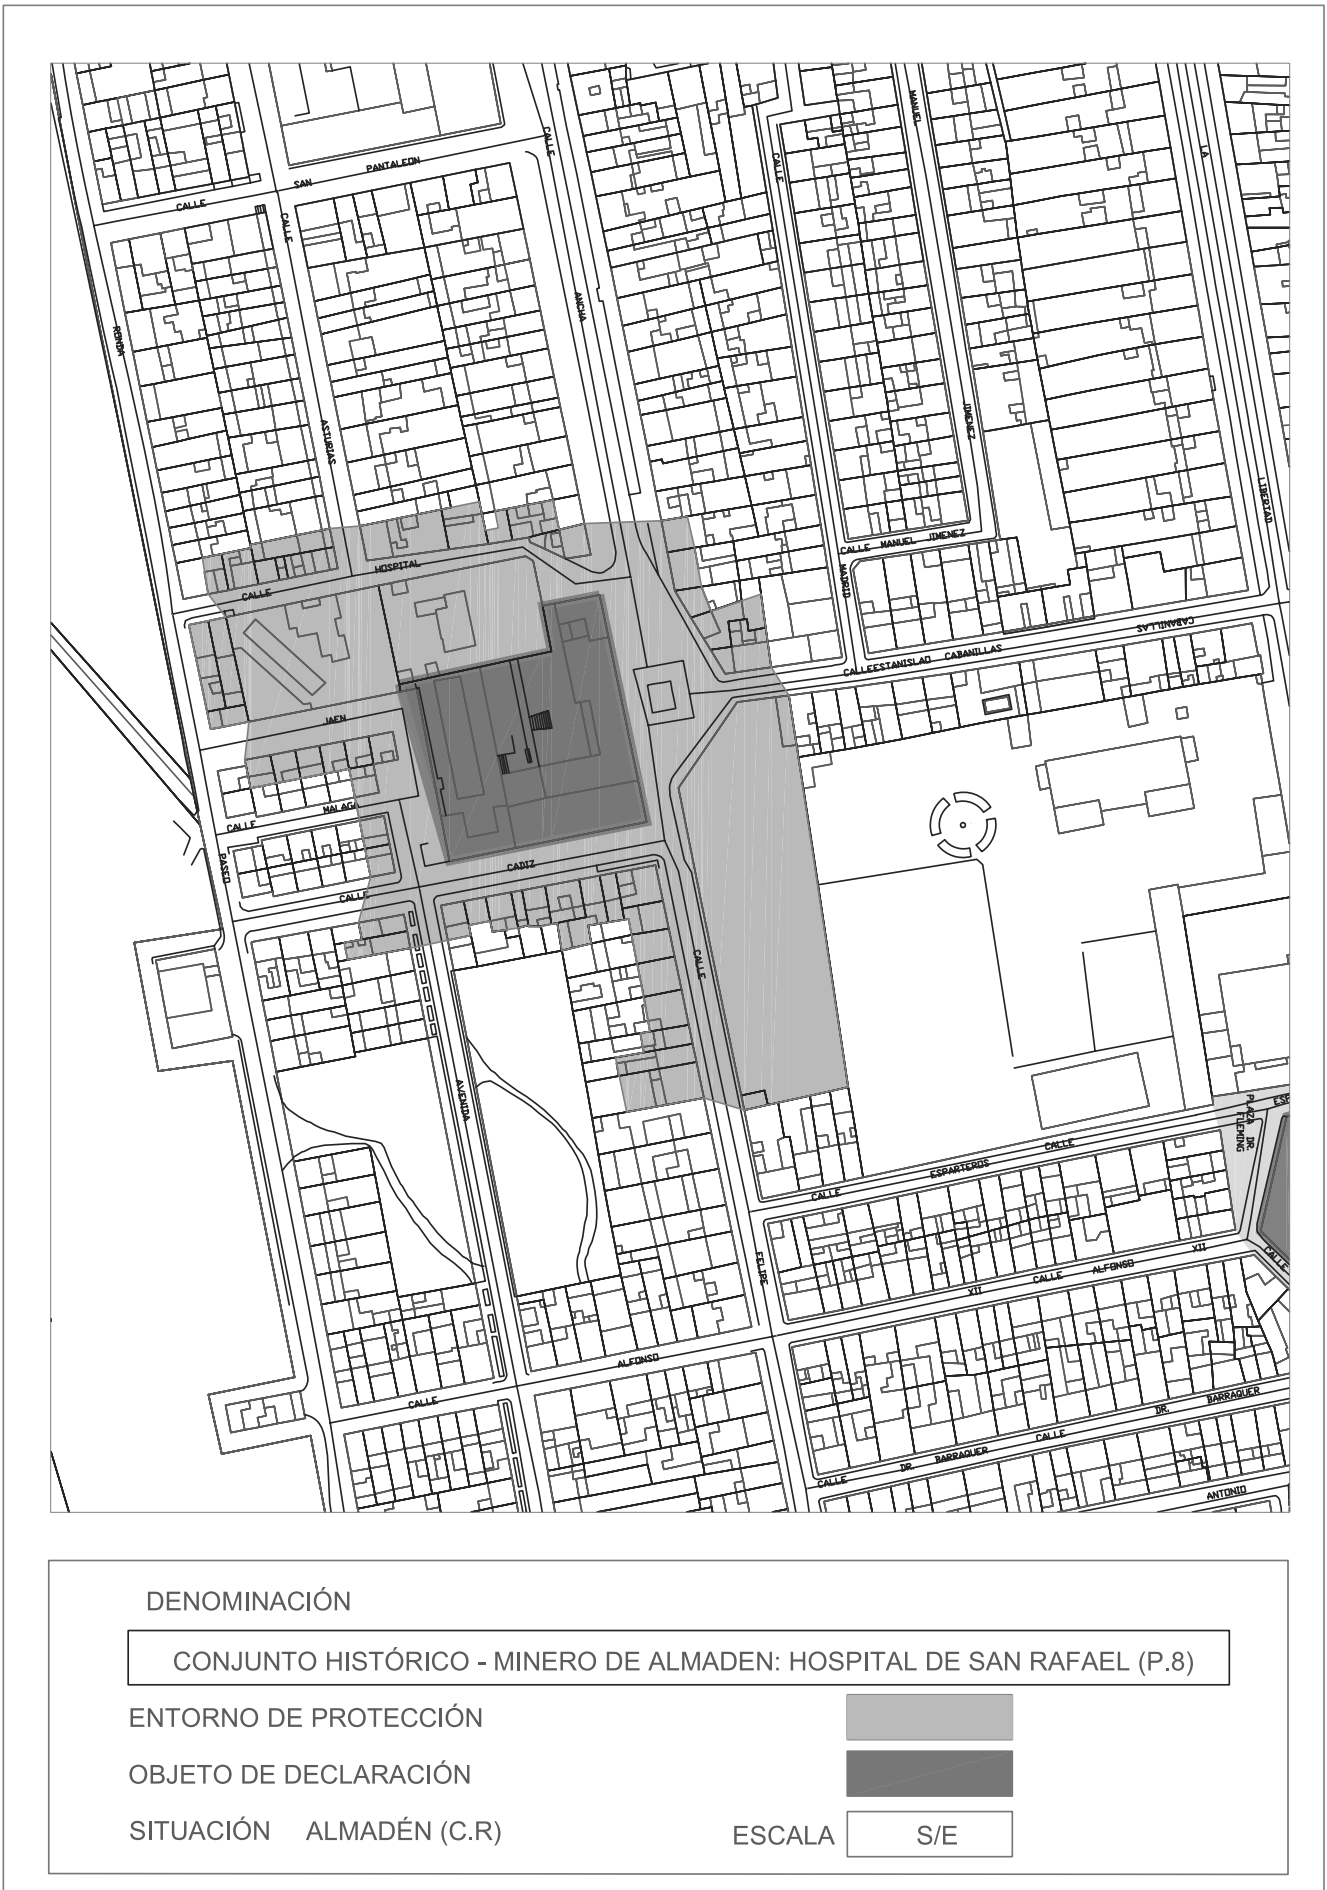 MANUEL
CALLE
LA
PANTALEON
SAN
CALLE
CALLE
CALLE
ANCHA
RONDA
ASTURIAS
JIMENEZ
LIBERTAD
CALLE MANUEL JIMENEZ
MADRID
HOSPITAL
CALLE
CABANILLAS
CALLEESTANISLAO CABANILLAS
JAEN
MALAGA
CALLE
PASEO
CADIZ
CALLE
CALLE
AVENIDA
PLAZA DR.
FLEMING
ESP
CALLE
ESPARTEROS
CALLE
FELIPE
XII
CALLE
ALFONSO
CALLE
XII
ALFONSO
CALLE
BARRAQUER
DR.
CALLE
BARRAQUER
DR.
CALLE
ANTONIO
DENOMINACIÓN
CONJUNTO HISTÓRICO - MINERO DE ALMADEN: HOSPITAL DE SAN RAFAEL (P.8)
ENTORNO DE PROTECCIÓN
OBJETO DE DECLARACIÓN
SITUACIÓN ALMADÉN (C.R) ESCALA S/E